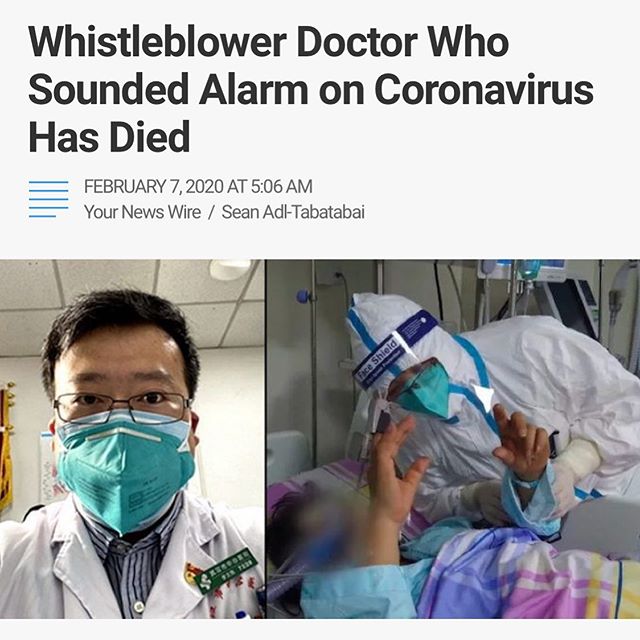 Whistleblower Doctor Who
Sounded Alarm on Coronavirus
Has Died
FEBRUARY 7, 2020 AT 5:06 AM
Your News Wire / Sean Adl-Tabatabai
Face Shield